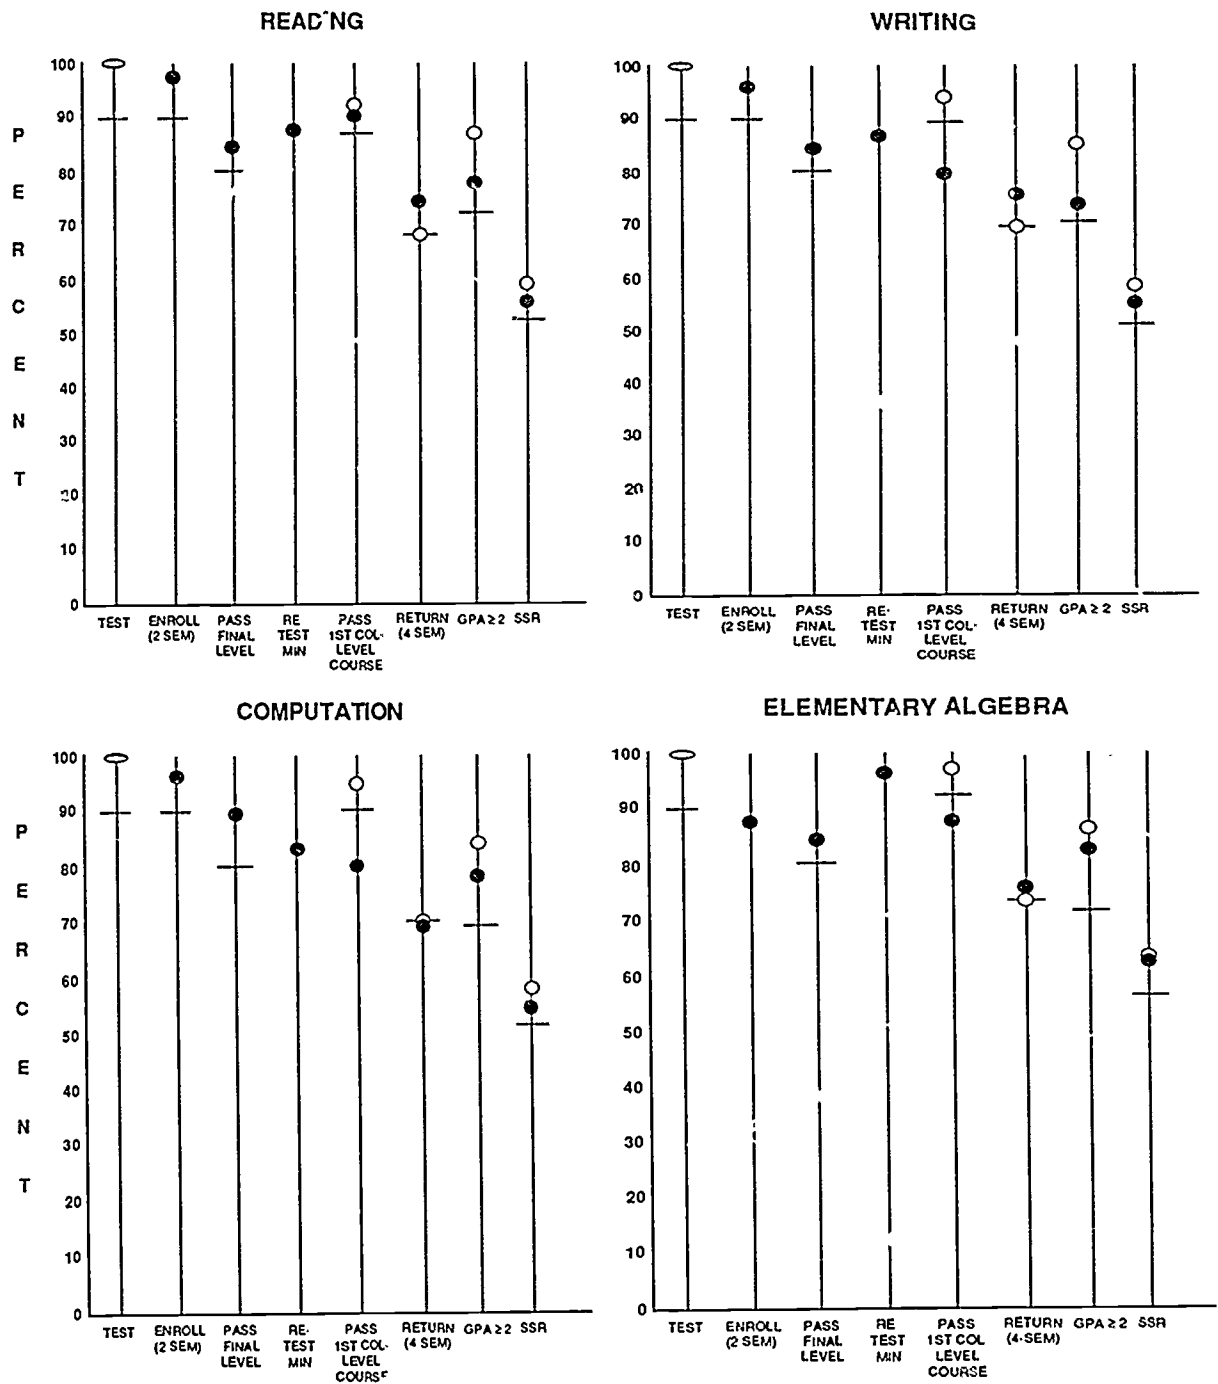 READING
100
90
80
70
60
50
40
30
20
10
0
P
E
R
C
E
N
T
TEST
ENROLL
(2 SEM)
PASS
FINAL
LEVEL
RE
TEST
MIN
PASS
1ST COL-
LEVEL
COURSE
RETURN
(4 SEM)
GPA ≥ 2
SSR
WRITING
100
90
80
70
60
50
40
30
20
10
0
TEST
ENROLL
(2 SEM)
PASS
FINAL
LEVEL
RE-
TEST
MIN
PASS
1ST COL-
LEVEL
COURSE
RETURN
(4 SEM)
GPA ≥ 2
SSR
COMPUTATION
100
90
80
70
60
50
40
30
20
10
0
P
E
R
C
E
N
T
TEST
ENROLL
(2 SEM)
PASS
FINAL
LEVEL
RE-
TEST
MIN
PASS
1ST COL-
LEVEL
COURSE
RETURN
(4 SEM)
GPA ≥ 2
SSR
ELEMENTARY ALGEBRA
100
90
80
70
60
50
40
30
20
10
0
TEST
ENROLL
(2 SEM)
PASS
FINAL
LEVEL
RE
TEST
MIN
PASS
1ST COL
LEVEL
COURSE
RETURN
(4-SEM)
GPA ≥ 2
SSR